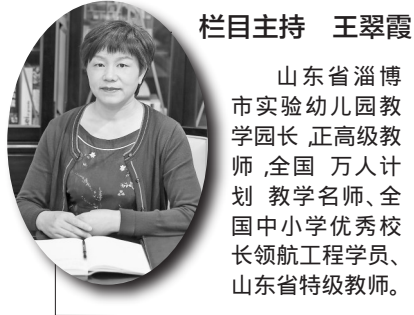 栏目主持 王翠霞
山东省淄博
市实验幼儿园教
学园长 ,正高级教
师 ,全国 万人计
划 教学名师、全
国中小学优秀校
长领航工程学员、
山东省特级教师。